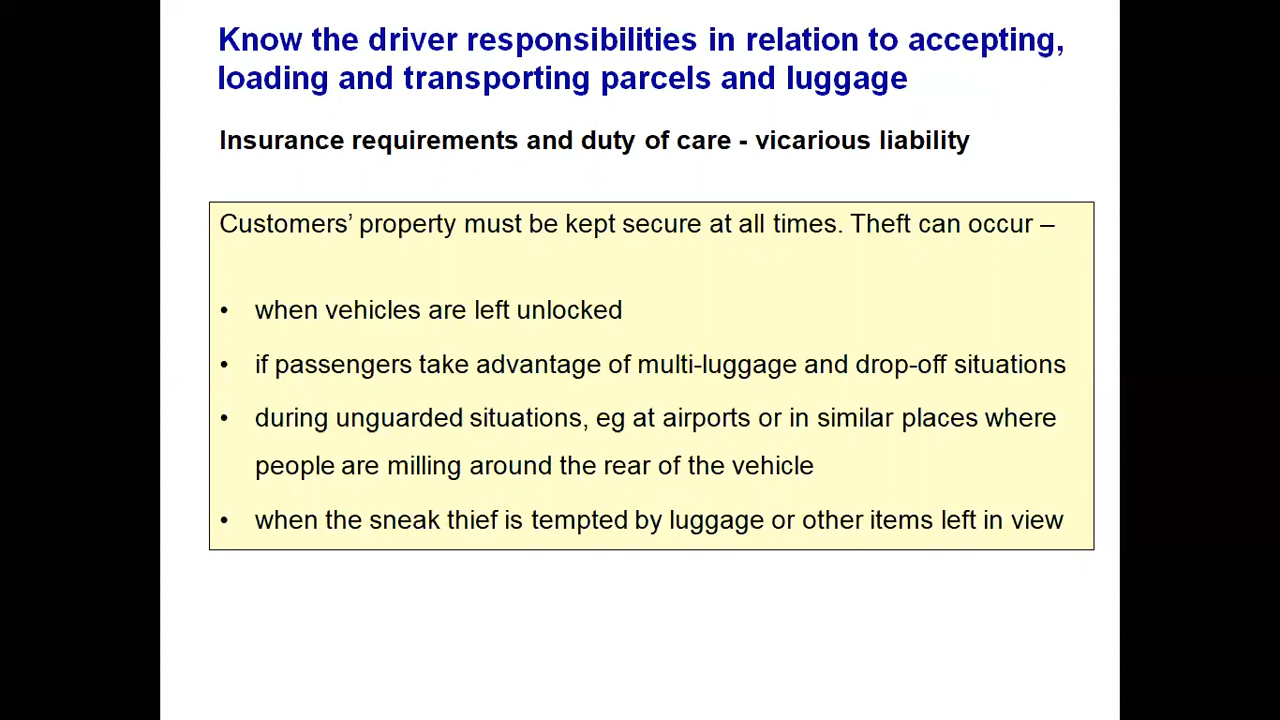 Know the driver responsibilities in relation to accepting,
loading and transporting parcels and luggage
Insurance requirements and duty of care - vicarious liability
Customers’ property must be kept secure at all times. Theft can occur –
• when vehicles are left unlocked
• if passengers take advantage of multi-luggage and drop-off situations
• during unguarded situations, eg at airports or in similar places where
people are milling around the rear of the vehicle
• when the sneak thief is tempted by luggage or other items left in view